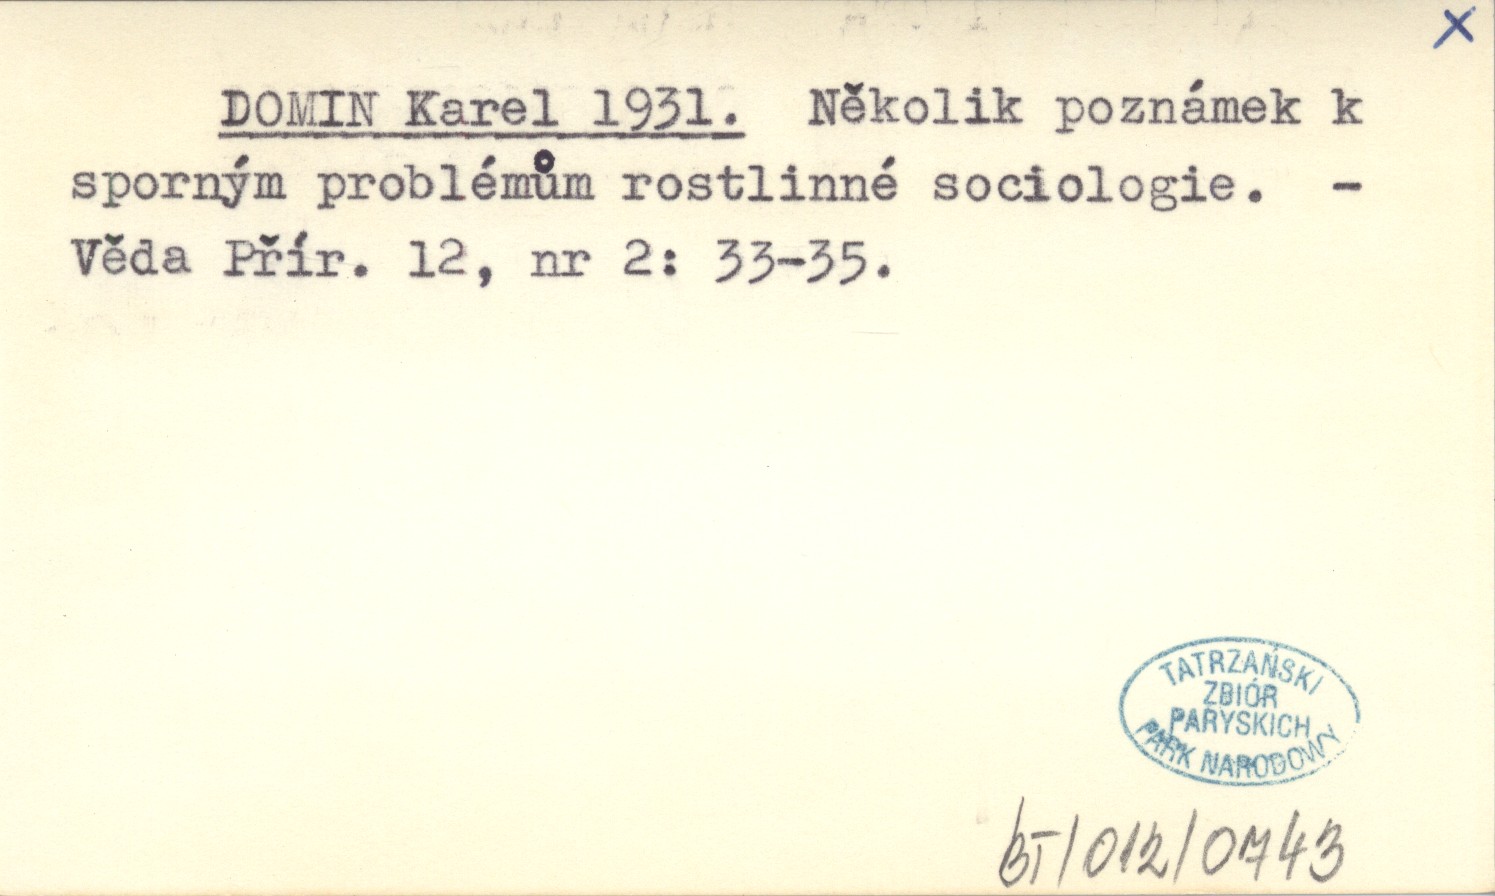 DOMIN Karel 1931. Několik poznámek k
sporným problémům rostlinné sociologie. -
Věda Přír. 12, nr 2: 33-35.
TATRZAŃSKI
ZBIÓR
PARYSKICH
PARK NARODOWY
BT/012/0743